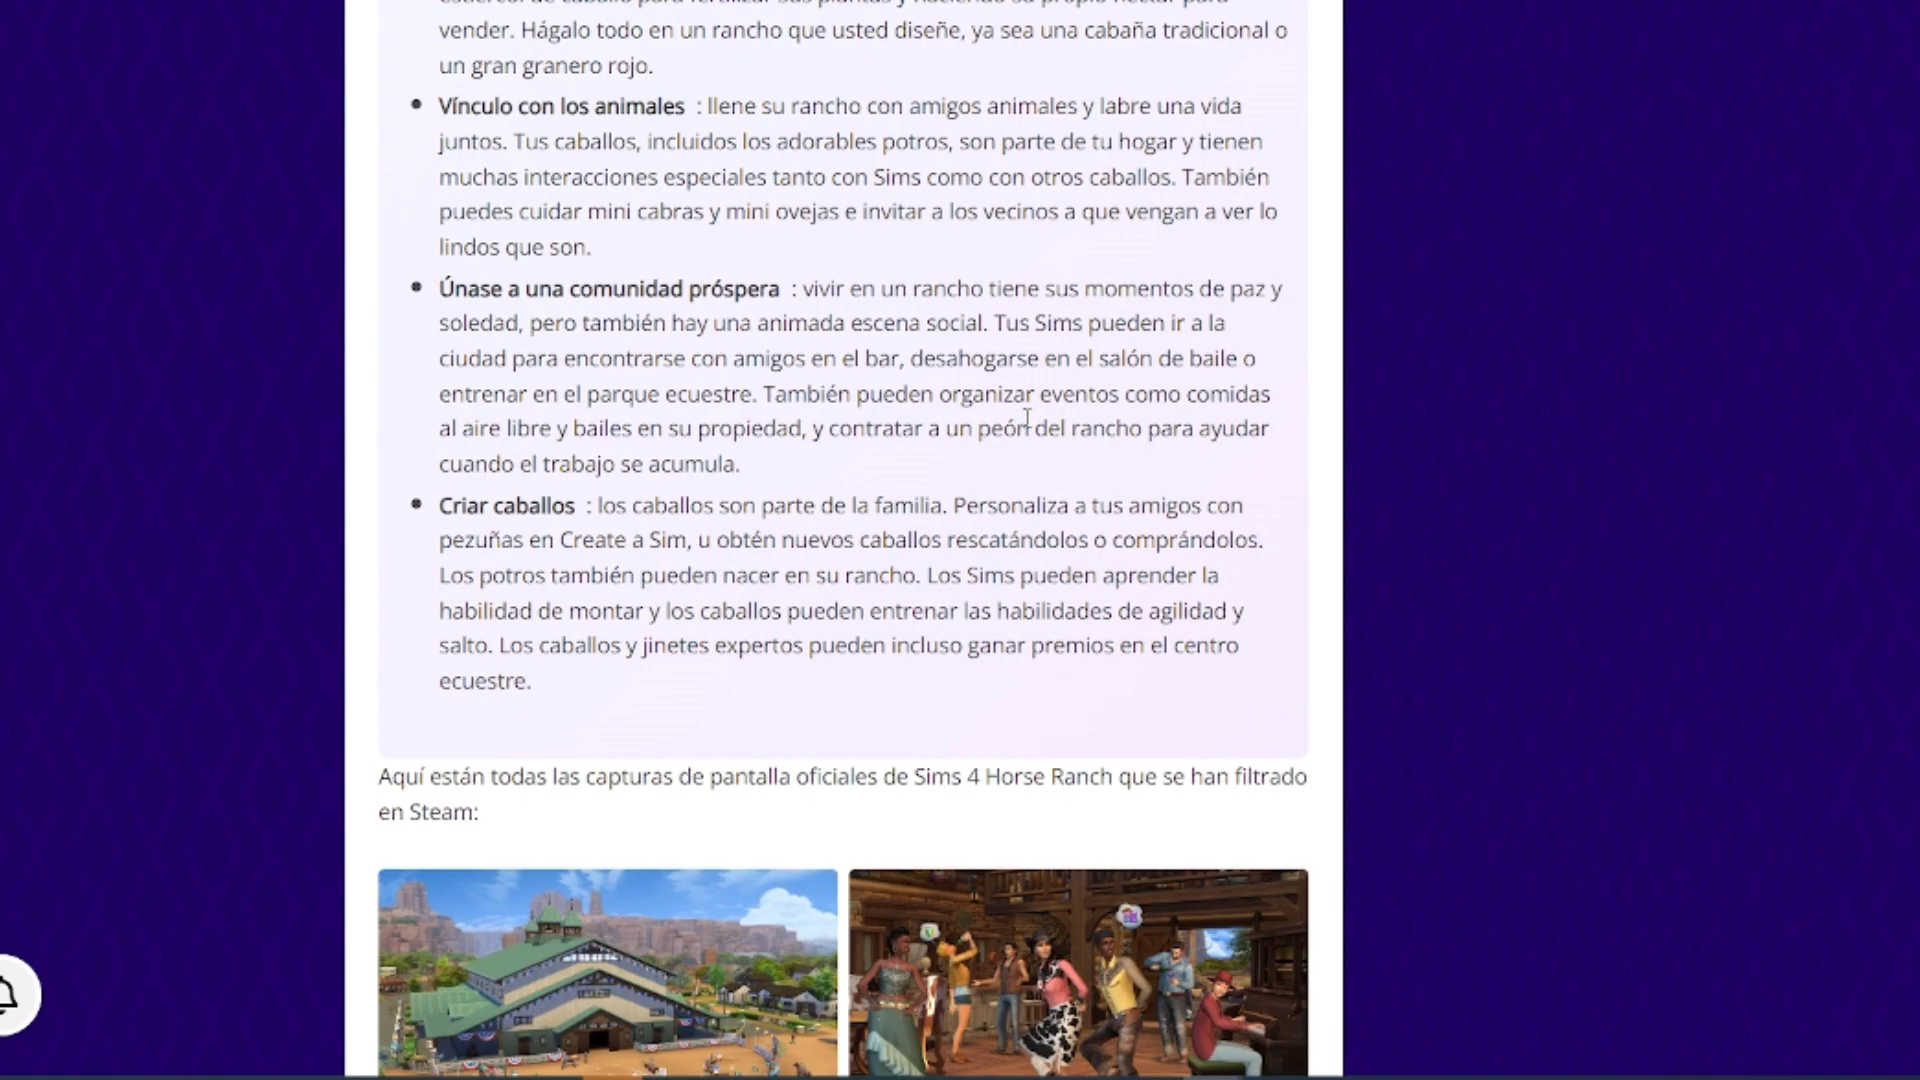 vender. Hágalo todo en un rancho que usted diseñe, ya sea una cabaña tradicional o
un gran granero rojo.
Vínculo con los animales : llene su rancho con amigos animales y labre una vida
juntos. Tus caballos, incluidos los adorables potros, son parte de tu hogar y tienen
muchas interacciones especiales tanto con Sims como con otros caballos. También
puedes cuidar mini cabras y mini ovejas e invitar a los vecinos a que vengan a ver lo
lindos que son.
Únase a una comunidad próspera : vivir en un rancho tiene sus momentos de paz y
soledad, pero también hay una animada escena social. Tus Sims pueden ir a la
ciudad para encontrarse con amigos en el bar, desahogarse en el salón de baile o
entrenar en el parque ecuestre. También pueden organizar eventos como comidas
al aire libre y bailes en su propiedad, y contratar a un peón del rancho para ayudar
cuando el trabajo se acumula.
Criar caballos : los caballos son parte de la familia. Personaliza a tus amigos con
pezuñas en Create a Sim, u obtén nuevos caballos rescatándolos o comprándolos.
Los potros también pueden nacer en su rancho. Los Sims pueden aprender la
habilidad de montar y los caballos pueden entrenar las habilidades de agilidad y
salto. Los caballos y jinetes expertos pueden incluso ganar premios en el centro
ecuestre.
Aquí están todas las capturas de pantalla oficiales de Sims 4 Horse Ranch que se han filtrado
en Steam: